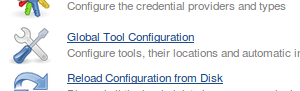 Configure the credential providers and types
Global Tool Configuration
Configure tools, their locations and automatic
Reload Configuration from Disk